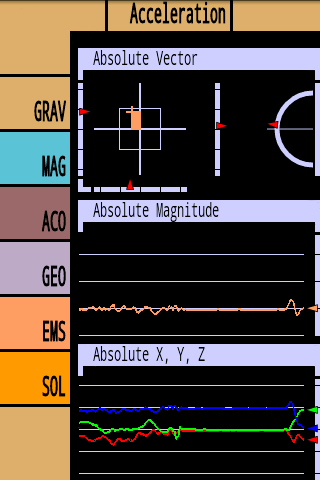 Acceleration
Absolute Vector
GRAV
MAG
Absolute Magnitude
ACO
GEO
EMS
Absolute X, Y, Z
SOL